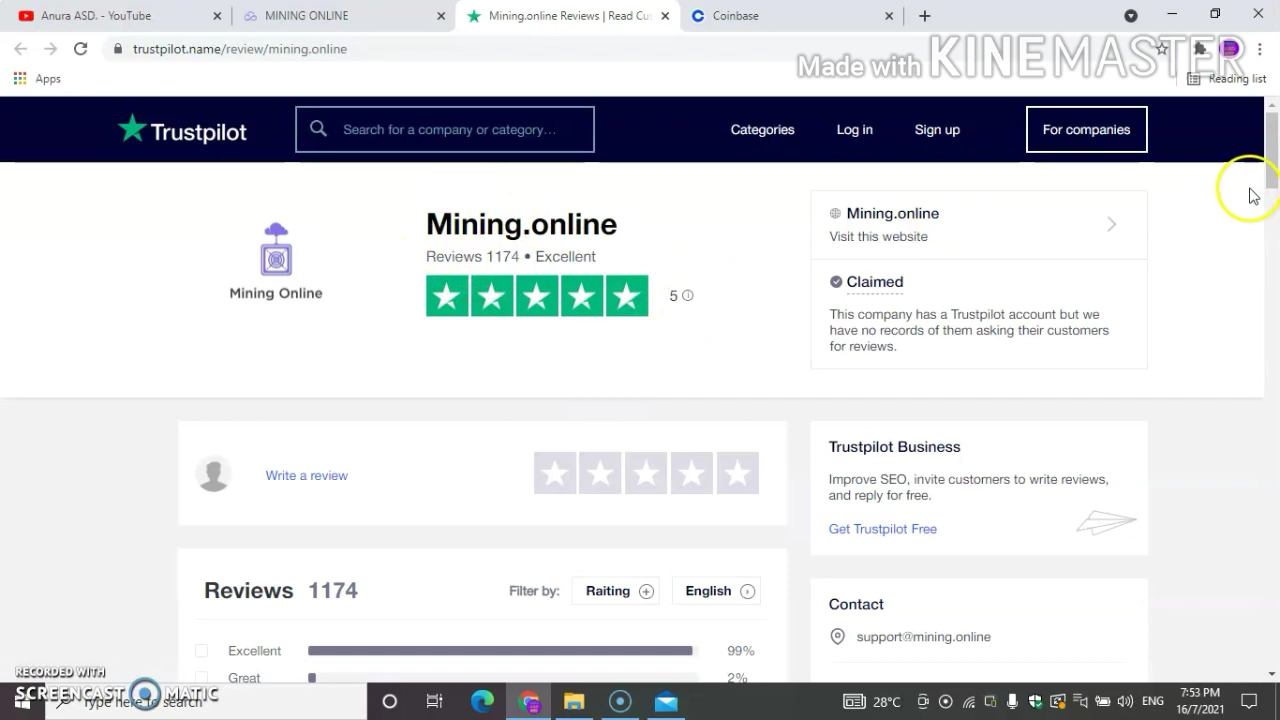 Anura ASD. - YouTube
MINING ONLINE
Mining.online Reviews | Read Cu
Coinbase
trustpilot.name/review/mining.online
Made with KINEMASTER
Apps
Reading list
Trustpilot
Search for a company or category…
Categories
Log in
Sign up
For companies
Mining Online
Mining.online
Reviews 1174 • Excellent
5
Mining.online
Visit this website
Claimed
This company has a Trustpilot account but we
have no records of them asking their customers
for reviews.
Write a review
Trustpilot Business
Improve SEO, invite customers to write reviews,
and reply for free.
Get Trustpilot Free
Reviews 1174
Filter by:
Raiting
English
Excellent
99%
Great
2%
Contact
support@mining.online
RECORDED WITH
SCREENCAST MATIC
Type here to search
28°C
ENG
7:53 PM
16/7/2021